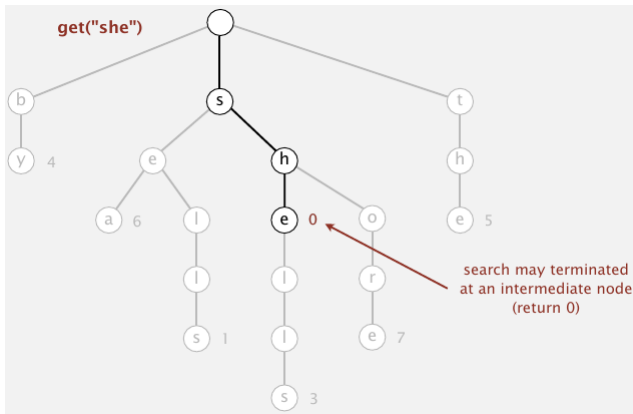 get("she")
b s t
y 4 e h h
a 6 l e 0 o e 5
search may terminated
at an intermediate node
(return 0)
l l r
s 1 l e 7
s 3